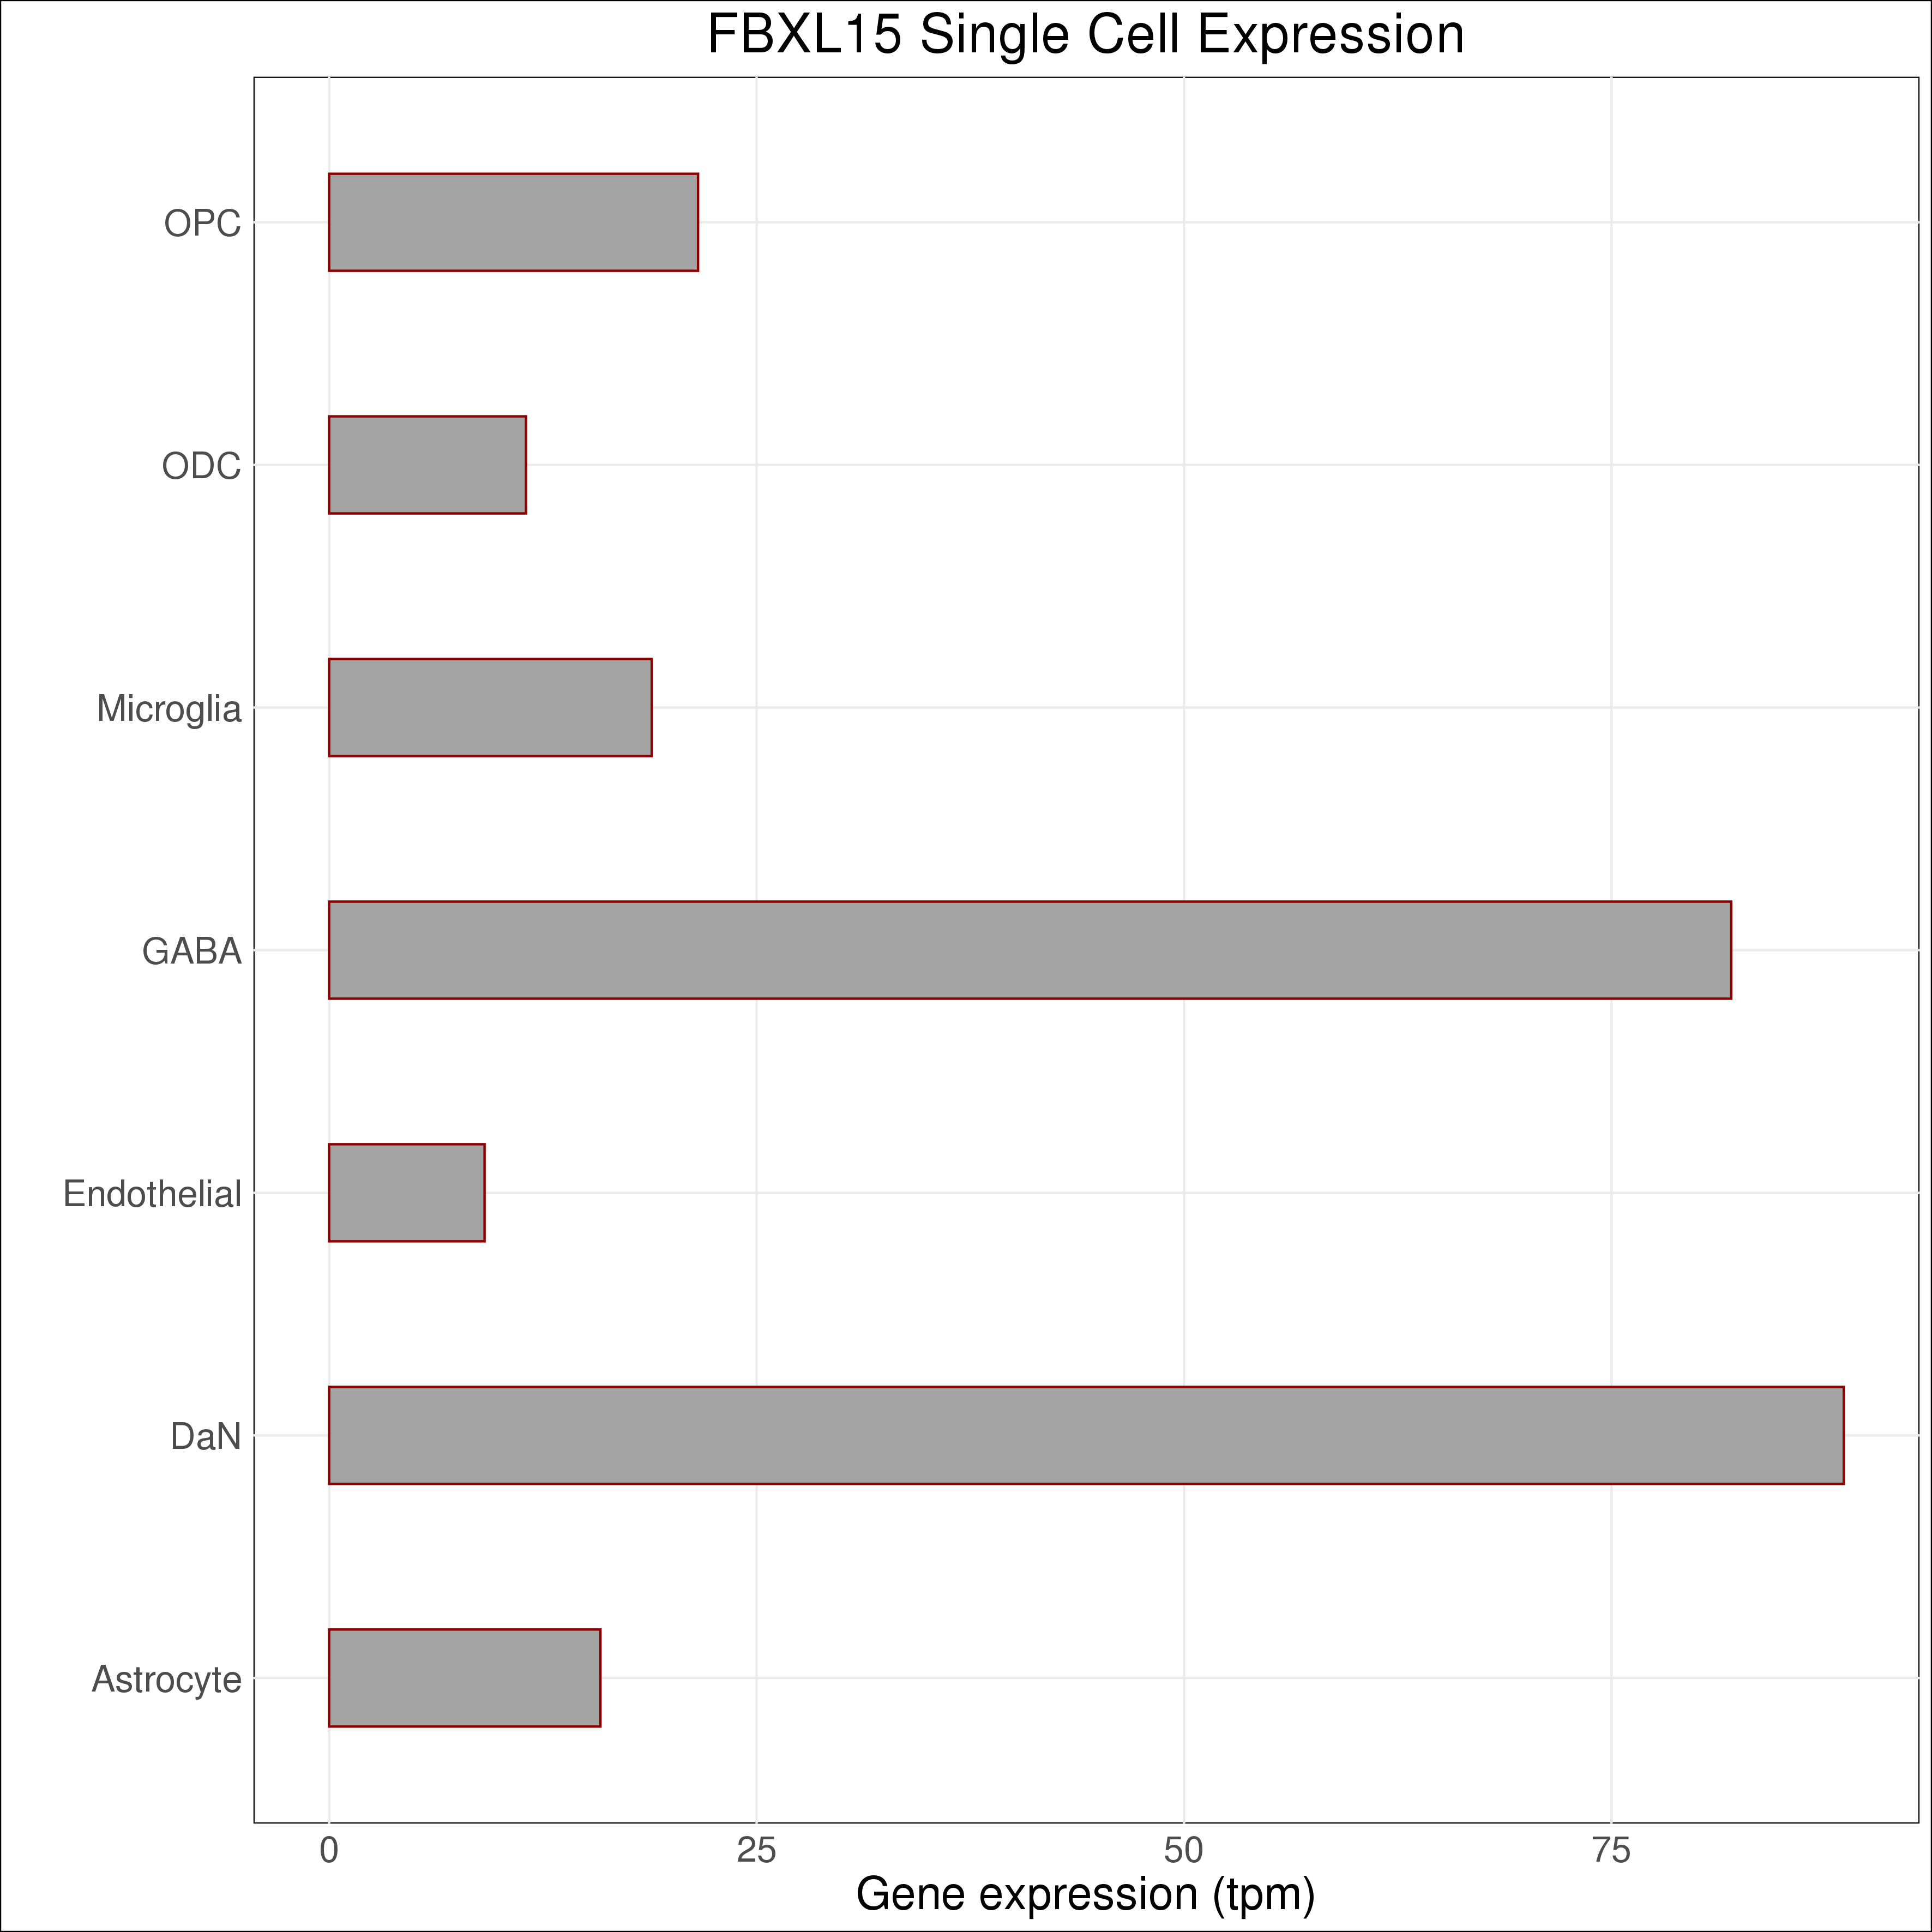 FBXL15 Single Cell Expression
OPC
ODC
Microglia
GABA
Endothelial
DaN
Astrocyte
0 25 50 75
Gene expression (tpm)